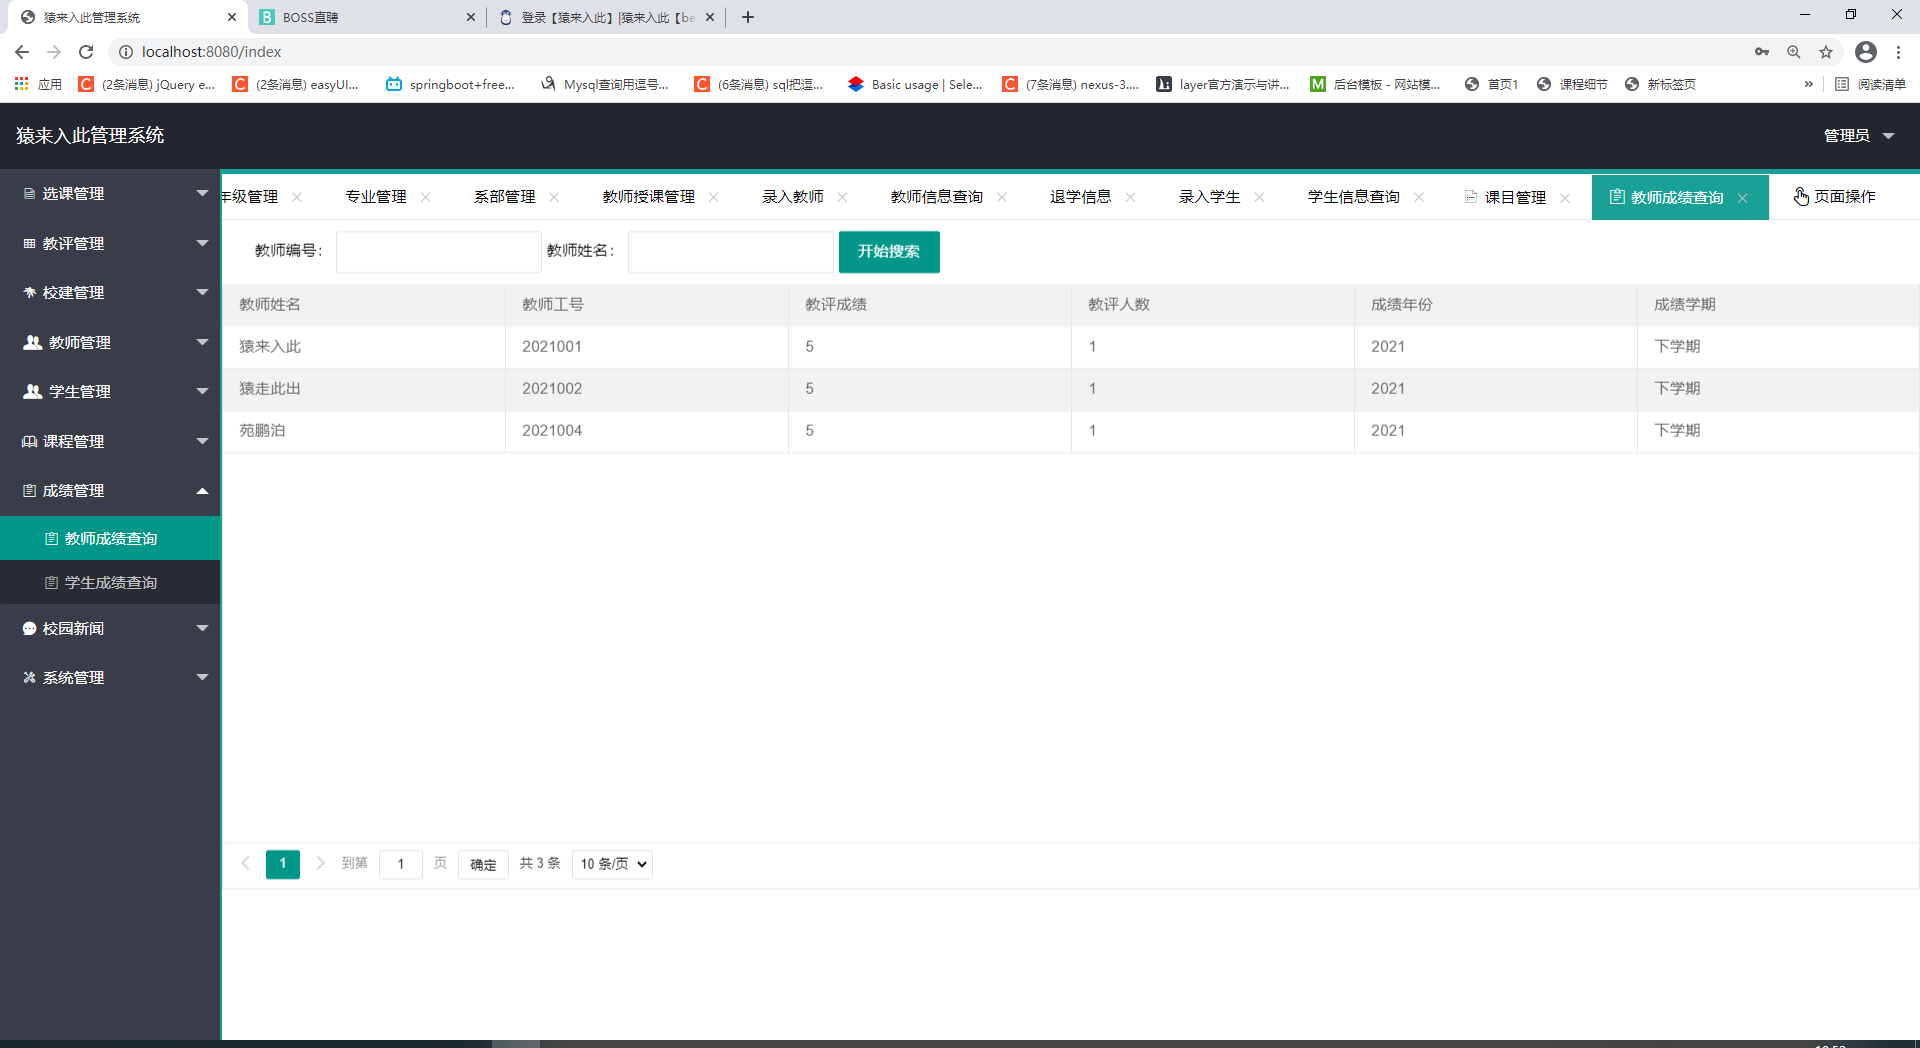 猿来入此管理系统
BOSS直聘
登录【猿来入此】|猿来入此【be
localhost:8080/index
应用
(2条消息) jQuery e...
(2条消息) easyUI...
springboot+free...
Mysql查询用逗号...
(6条消息) sql把逗...
Basic usage | Sele...
(7条消息) nexus-3....
layer官方演示与讲...
后台模板 - 网站模...
首页1
课程细节
新标签页
»
阅读清单
猿来入此管理系统
管理员
选课管理
教评管理
校建管理
教师管理
学生管理
课程管理
成绩管理
教师成绩查询
学生成绩查询
校园新闻
系统管理
年级管理
专业管理
系部管理
教师授课管理
录入教师
教师信息查询
退学信息
录入学生
学生信息查询
课目管理
教师成绩查询
页面操作
教师编号：
教师姓名：
开始搜索
教师姓名 教师工号 教评成绩 教评人数 成绩年份 成绩学期
猿来入此 2021001 5 1 2021 下学期
猿走此出 2021002 5 1 2021 下学期
苑鹏泊 2021004 5 1 2021 下学期
1 到第 1 页 确定 共 3 条 10 条/页